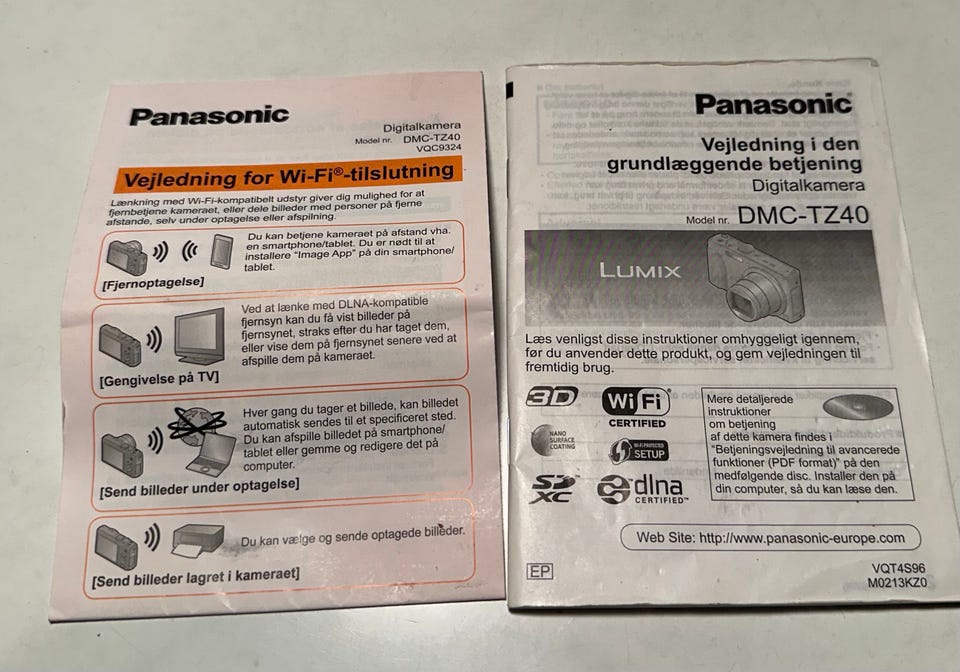 Panasonic
Digitalkamera
Model nr. DMC-TZ40
VQC9324
Vejledning for Wi-Fi®-tilslutning
Lænkning med Wi-Fi-kompatibelt udstyr giver dig mulighed for at
fjernbetjene kameraet, eller dele billeder med personer på fjerne
afstande, selv under optagelse eller afspilning.
Du kan betjene kameraet på afstand vha.
en smartphone/tablet. Du er nødt til at
installere "Image App" på din smartphone/
tablet.
[Fjernoptagelse]
Ved at lænke med DLNA-kompatible
fjernsyn kan du få vist billeder på
fjernsynet, straks efter du har taget dem,
eller vise dem på fjernsynet senere ved at
afspille dem på kameraet.
[Gengivelse på TV]
Hver gang du tager et billede, kan billedet
automatisk sendes til et specificeret sted.
Du kan afspille billedet på smartphone/
tablet eller gemme og redigere det på
computer.
[Send billeder under optagelse]
Du kan vælge og sende optagede billeder.
[Send billeder lagret i kameraet]
Panasonic
Vejledning i den
grundlæggende betjening
Digitalkamera
Model nr. DMC-TZ40
LUMIX
Læs venligst disse instruktioner omhyggeligt igennem,
før du anvender dette produkt, og gem vejledningen til
fremtidig brug.
3D
Wi Fi®
CERTIFIED
NANO
SURFACE
COATING
WI-FI PROTECTED
SETUP
SD
XC
dlna
CERTIFIED™
Mere detaljerede
instruktioner
om betjening
af dette kamera findes i
"Betjeningsvejledning til avancerede
funktioner (PDF format)" på den
medfølgende disc. Installer den på
din computer, så du kan læse den.
Web Site: http://www.panasonic-europe.com
EP
VQT4S96
M0213KZ0